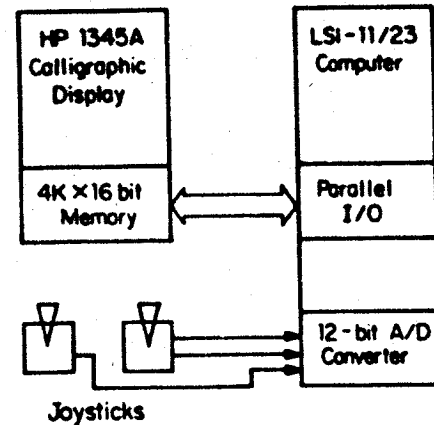 HP 1345A
Calligraphic
Display
4K × 16 bit
Memory
LSI-11/23
Computer
Parallel
I/O
12-bit A/D
Converter
Joysticks